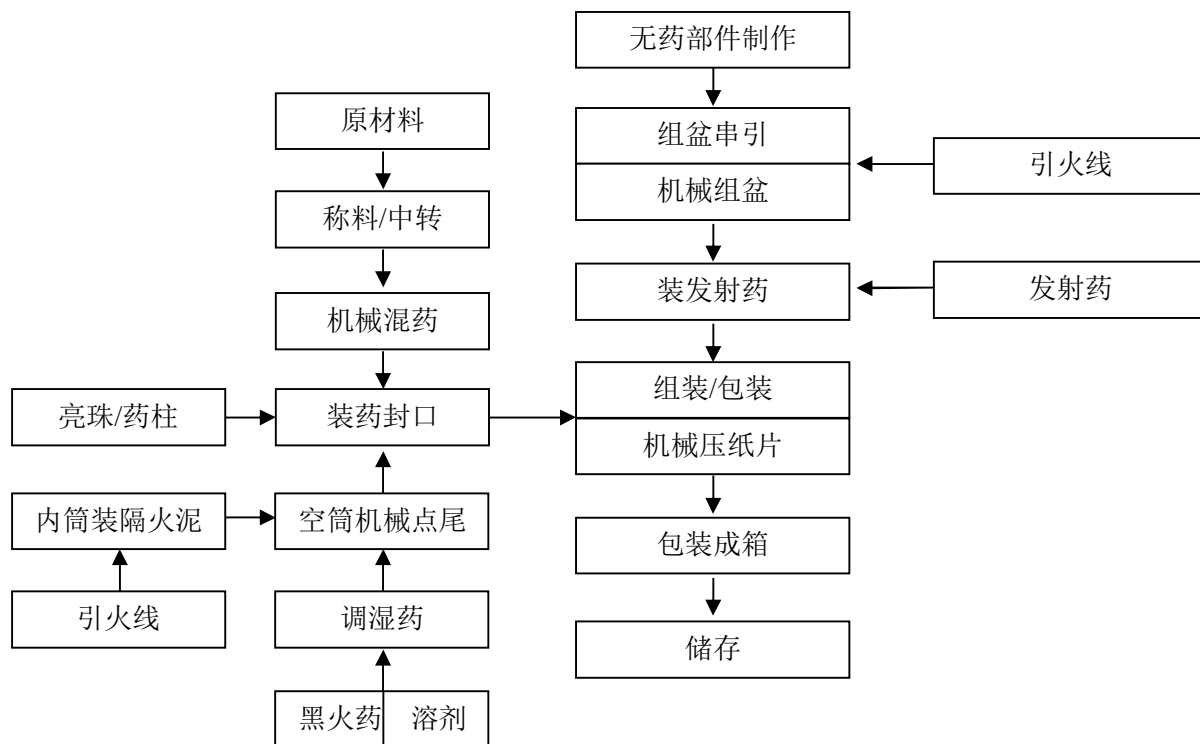 无药部件制作
原材料
组盆串引
引火线
机械组盆
称料/中转
装发射药
发射药
机械混药
组装/包装
亮珠/药柱
装药封口
机械压纸片
内筒装隔火泥
空筒机械点尾
包装成箱
引火线
调湿药
储存
黑火药
溶剂